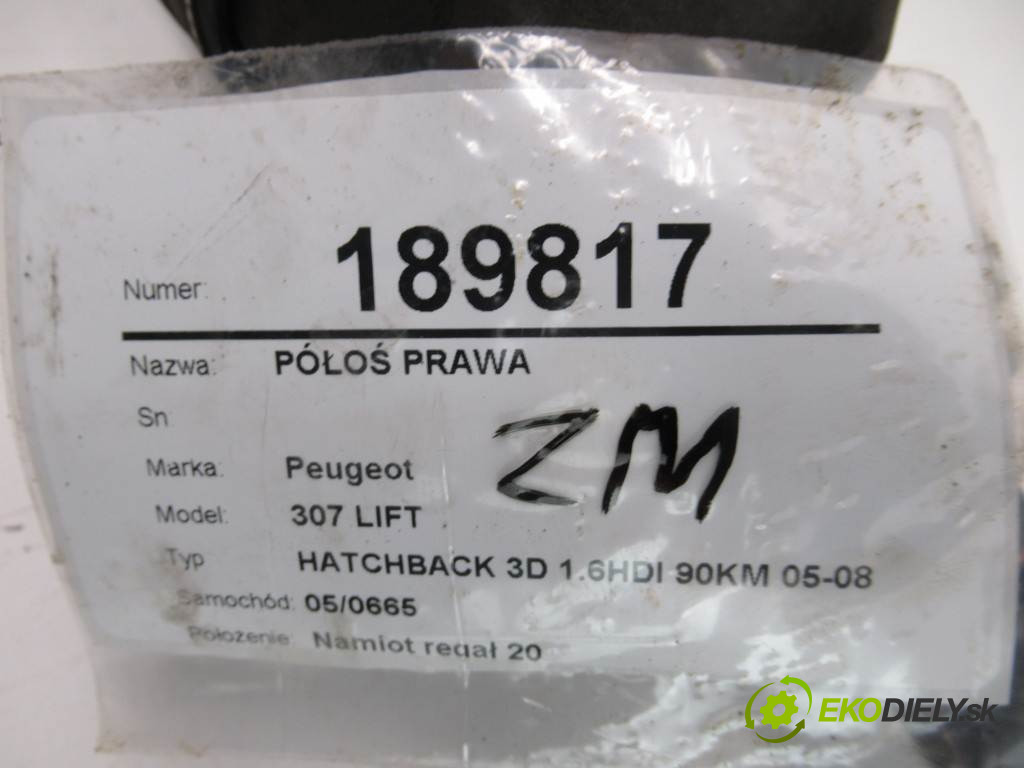 Numer: 189817
Nazwa: PÓŁOŚ PRAWA
Sn
ZM
Marka: Peugeot
Model: 307 LIFT
Typ HATCHBACK 3D 1.6HDI 90KM 05-08
Samochód: 05/0665
Położenie: Namiot regał 20
EKODIELY.sk